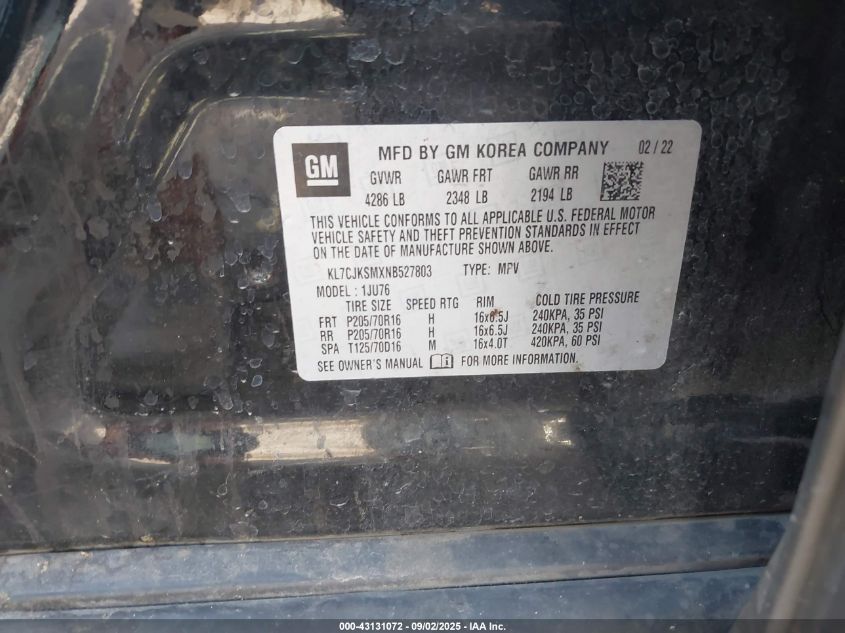 GM MFD BY GM KOREA COMPANY 02 / 22
GVWR GAWR FRT GAWR RR
4286 LB 2348 LB 2194 LB
THIS VEHICLE CONFORMS TO ALL APPLICABLE U.S. FEDERAL MOTOR
VEHICLE SAFETY AND THEFT PREVENTION STANDARDS IN EFFECT
ON THE DATE OF MANUFACTURE SHOWN ABOVE.
KL7CJKSMXNB527803 TYPE: MPV
MODEL : 1JU76
TIRE SIZE SPEED RTG RIM COLD TIRE PRESSURE
FRT P205/70R16 H 16x6.5J 240KPA, 35 PSI
RR P205/70R16 H 16x6.5J 240KPA, 35 PSI
SPA T125/70D16 M 16x4.0T 420KPA, 60 PSI
SEE OWNER'S MANUAL FOR MORE INFORMATION.
000-43131072 - 09/02/2025 - IAA Inc.